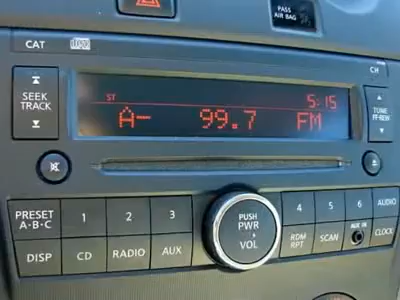 PASS
AIR BAG
CAT
CH
SEEK
TRACK
ST
5:15
A- 99.7 FM
TUNE
FF·REW
PRESET
A·B·C
1
2
3
PUSH
PWR
VOL
4
5
6
AUDIO
DISP
CD
RADIO
AUX
RDM
RPT
SCAN
AUX IN
CLOCK